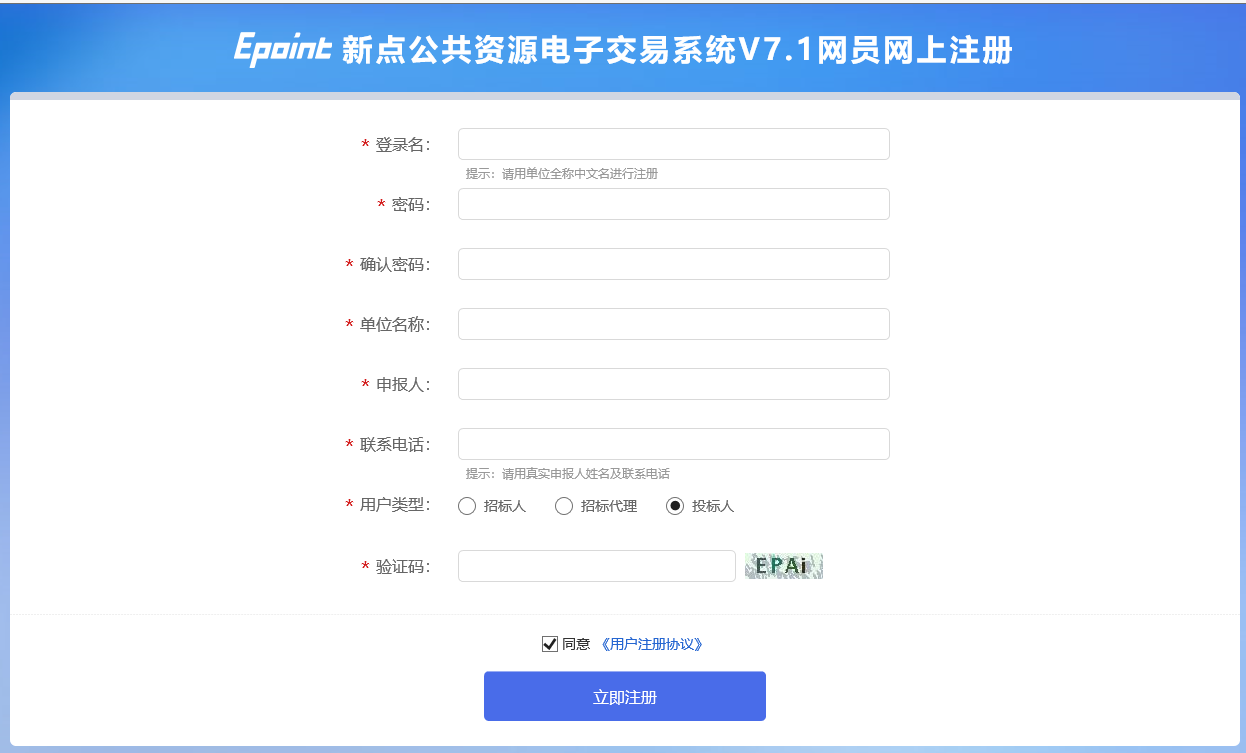 Epoint 新点公共资源电子交易系统V7.1网员网上注册
* 登录名：
提示：请用单位全称中文名进行注册
* 密码：
* 确认密码：
* 单位名称：
* 申报人：
* 联系电话：
提示：请用真实申报人姓名及联系电话
* 用户类型： 招标人 招标代理 投标人
* 验证码： EPAi
同意 《用户注册协议》
立即注册